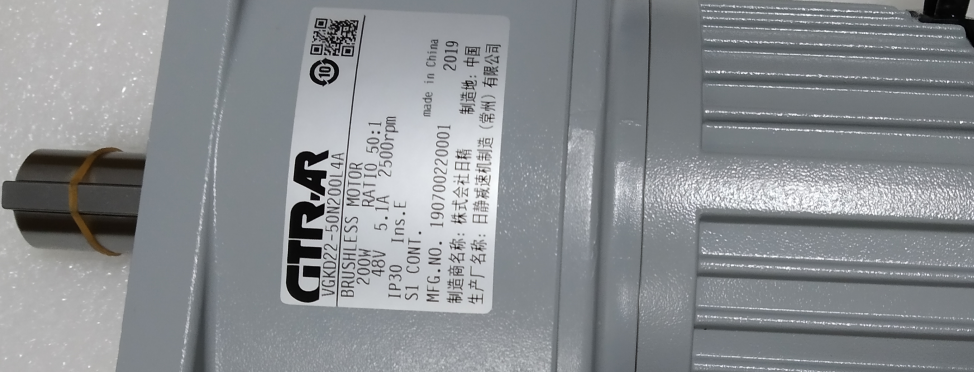 GTR-AR
VGKD22-50N200L4A
BRUSHLESS MOTOR
200W RATIO 50:1
48V 5.1A 2500rpm
IP30 Ins.E
S1 CONT. made in China
MFG.NO. 190700220001 2019
制造商名称: 株式会社日精 制造地: 中国
生产厂名称: 日静减速机制造（常州）有限公司
10